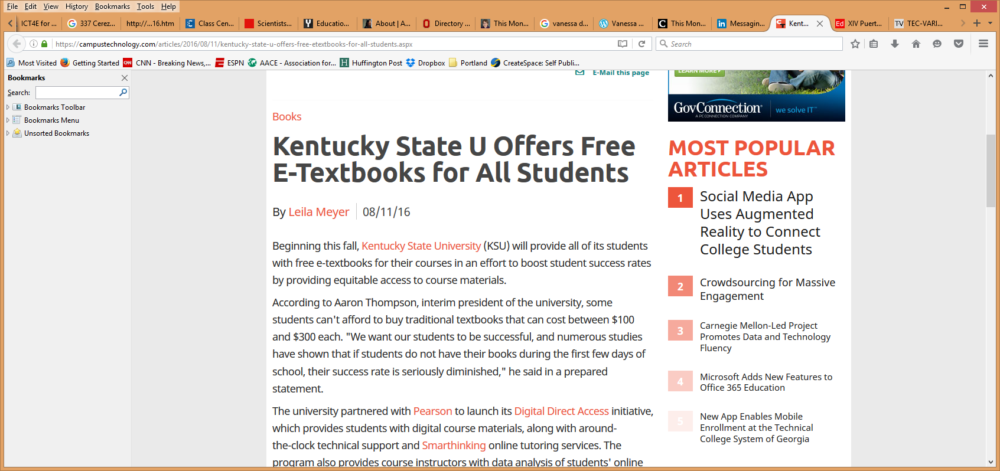 File Edit View History Bookmarks Tools Help
ICT4E for ... 337 Cerez... http://...16.htm Class Cen... Scientists... Educatio... About | A... Directory ... This Mon... vanessa d... Vanessa ... This Mon... Messagin... Kent... XIV Puert... TEC-VARI...
https://campustechnology.com/articles/2016/08/11/kentucky-state-u-offers-free-etextbooks-for-all-students.aspx Search
Most Visited Getting Started CNN - Breaking News,... ESPN AACE - Association for... Huffington Post Dropbox Portland CreateSpace: Self Publi...
Bookmarks
Search:
Bookmarks Toolbar
Bookmarks Menu
Unsorted Bookmarks
E-Mail this page
Books
Kentucky State U Offers Free
E-Textbooks for All Students
By Leila Meyer 08/11/16
Beginning this fall, Kentucky State University (KSU) will provide all of its students
with free e-textbooks for their courses in an effort to boost student success rates
by providing equitable access to course materials.
According to Aaron Thompson, interim president of the university, some
students can't afford to buy traditional textbooks that can cost between $100
and $300 each. "We want our students to be successful, and numerous studies
have shown that if students do not have their books during the first few days of
school, their success rate is seriously diminished," he said in a prepared
statement.
The university partnered with Pearson to launch its Digital Direct Access initiative,
which provides students with digital course materials, along with around-
the-clock technical support and Smarthinking online tutoring services. The
program also provides course instructors with data analysis of students' online
LEARN MORE
GovConnection®
A PC CONNECTION COMPANY
we solve IT™
MOST POPULAR
ARTICLES
1 Social Media App
Uses Augmented
Reality to Connect
College Students
2 Crowdsourcing for Massive
Engagement
3 Carnegie Mellon-Led Project
Promotes Data and Technology
Fluency
4 Microsoft Adds New Features to
Office 365 Education
5 New App Enables Mobile
Enrollment at the Technical
College System of Georgia